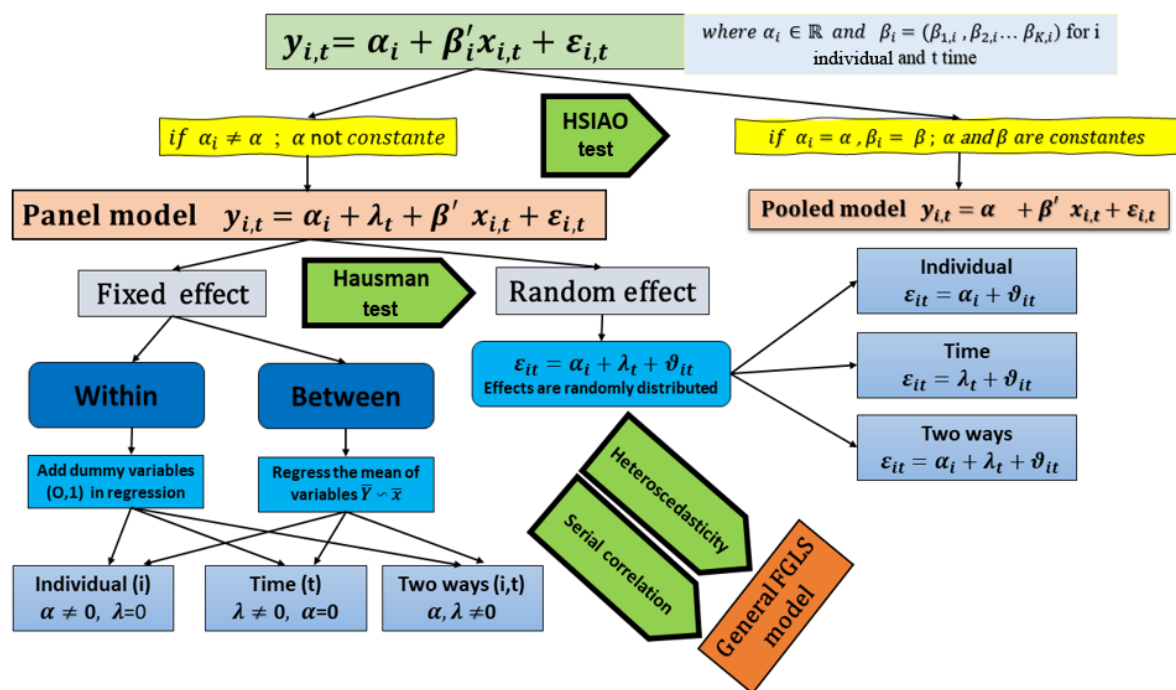 𝒚ᵢ,ₜ= 𝜶ᵢ + 𝜷′ᵢ𝒙ᵢ,ₜ + 𝜺ᵢ,ₜ
where αᵢ ∈ ℝ and βᵢ = (β₁,ᵢ , β₂,ᵢ … β_K,ᵢ) for i
individual and t time
HSIAO
test
if αᵢ ≠ α ; α not constante
if αᵢ = α , βᵢ = β ; α and β are constantes
Panel model yᵢ,ₜ = αᵢ + λₜ + β′ xᵢ,ₜ + εᵢ,ₜ
Pooled model yᵢ,ₜ = α + β′ xᵢ,ₜ + εᵢ,ₜ
Fixed effect
Hausman
test
Random effect
Individual
εᵢₜ = αᵢ + ϑᵢₜ
Time
εᵢₜ = λₜ + ϑᵢₜ
Two ways
εᵢₜ = αᵢ + λₜ + ϑᵢₜ
εᵢₜ = αᵢ + λₜ + ϑᵢₜ
Effects are randomly distributed
Within
Between
Add dummy variables
(O,1) in regression
Regress the mean of
variables Y̅ ∽ x̅
Heteroscedasticity
Serial correlation
General FGLS
model
Individual (i)
α ≠ 0, λ=0
Time (t)
λ ≠ 0, α=0
Two ways (i,t)
α, λ ≠0